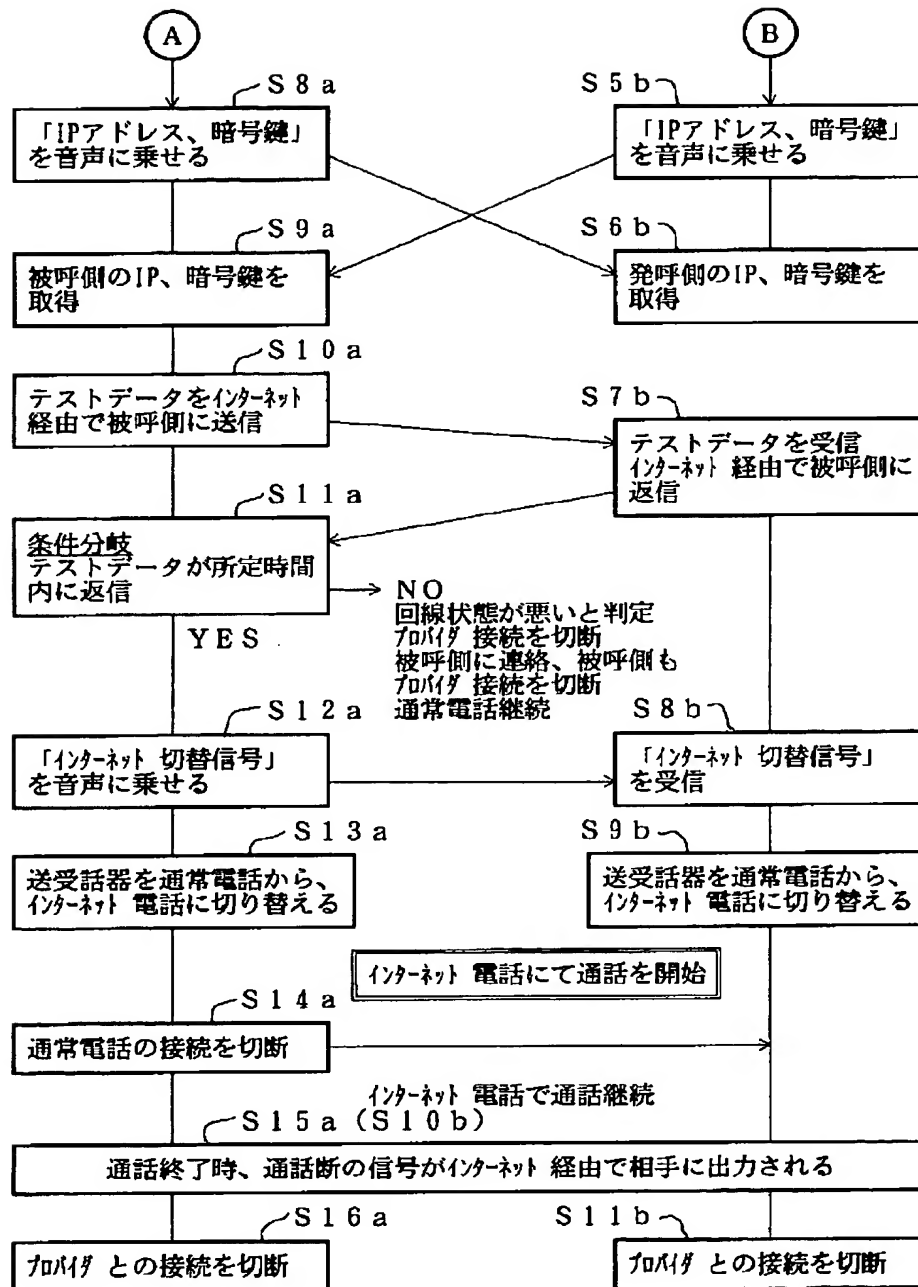 A
B
S8a
S5b
「IPアドレス、暗号鍵」
を音声に乗せる
「IPアドレス、暗号鍵」
を音声に乗せる
S9a
S6b
被呼側のIP、暗号鍵を
取得
発呼側のIP、暗号鍵を
取得
S10a
テストデータをｲﾝﾀｰﾈｯﾄ
経由で被呼側に送信
S7b
テストデータを受信
ｲﾝﾀｰﾈｯﾄ 経由で被呼側に
返信
S11a
条件分岐
テストデータが所定時間
内に返信
YES
NO
回線状態が悪いと判定
ﾌﾟﾛﾊﾞｲﾀﾞ 接続を切断
被呼側に連絡、被呼側も
ﾌﾟﾛﾊﾞｲﾀﾞ 接続を切断
通常電話継続
S12a
S8b
「ｲﾝﾀｰﾈｯﾄ 切替信号」
を音声に乗せる
「ｲﾝﾀｰﾈｯﾄ 切替信号」
を受信
S13a
S9b
送受話器を通常電話から、
ｲﾝﾀｰﾈｯﾄ 電話に切り替える
送受話器を通常電話から、
ｲﾝﾀｰﾈｯﾄ 電話に切り替える
ｲﾝﾀｰﾈｯﾄ 電話にて通話を開始
S14a
通常電話の接続を切断
ｲﾝﾀｰﾈｯﾄ 電話で通話継続
S15a (S10b)
通話終了時、通話断の信号がｲﾝﾀｰﾈｯﾄ 経由で相手に出力される
S16a
S11b
ﾌﾟﾛﾊﾞｲﾀﾞ との接続を切断
ﾌﾟﾛﾊﾞｲﾀﾞ との接続を切断